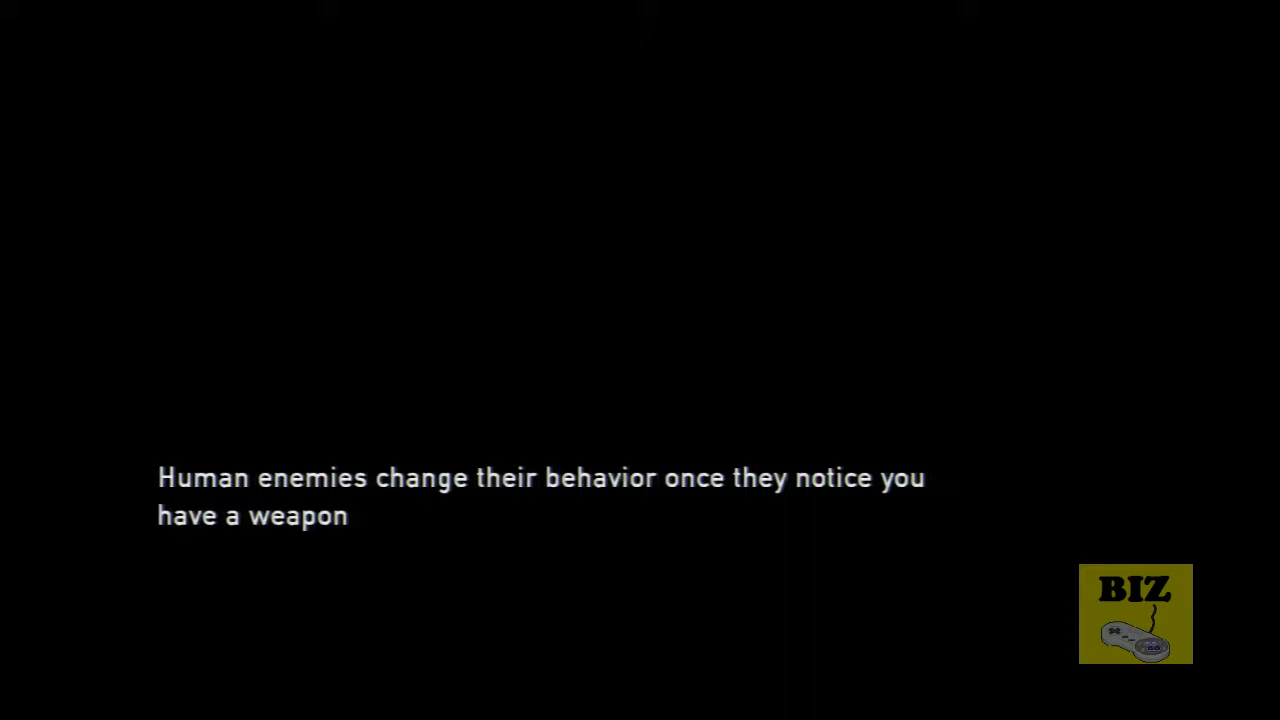 Human enemies change their behavior once they notice you
have a weapon
BIZ